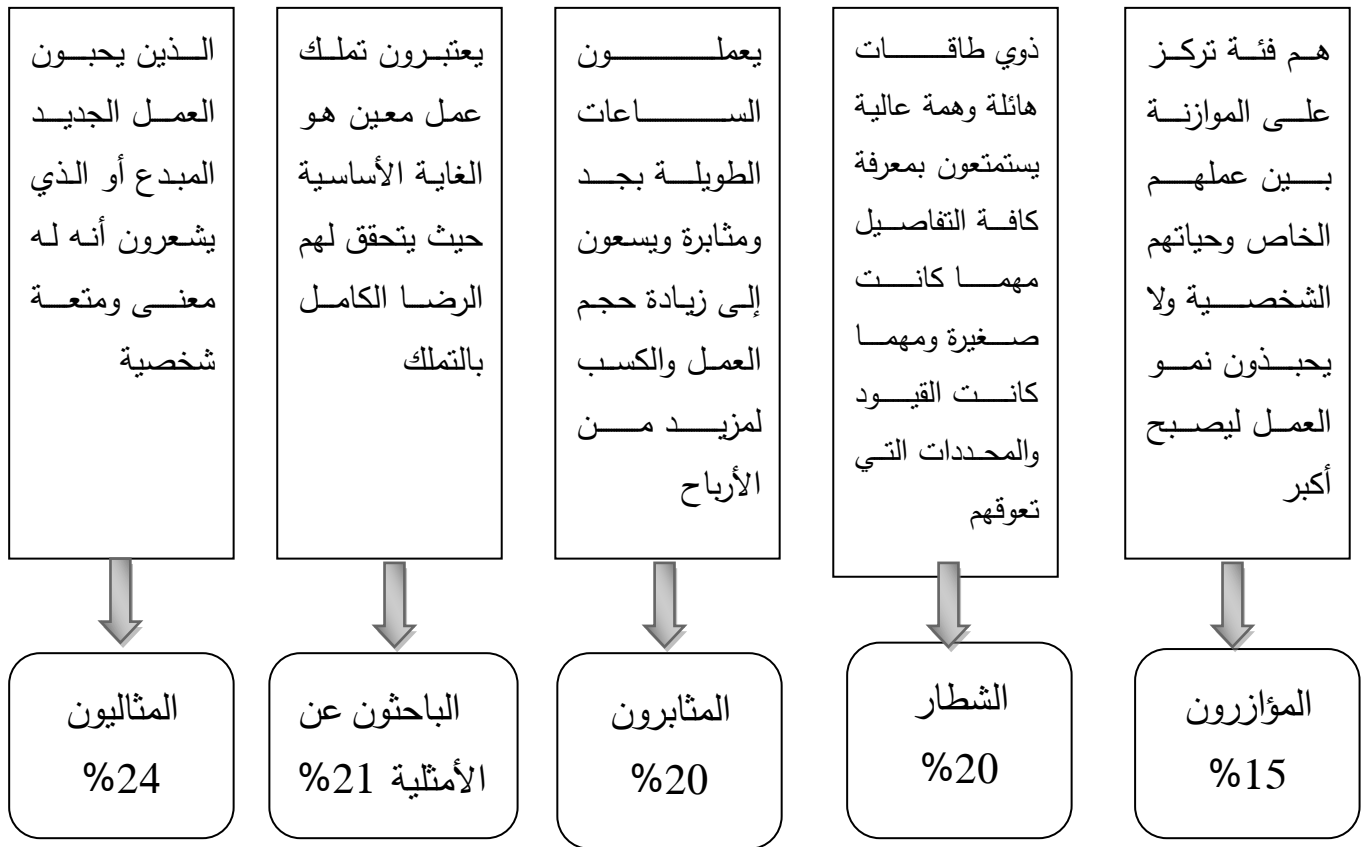 هم فئة تركز
على الموازنة
بين عملهم
الخاص وحياتهم
الشخصية ولا
يحبذون نمو
العمل ليصبح
أكبر
ذوي طاقات
هائلة وهمة عالية
يستمتعون بمعرفة
كافة التفاصيل
مهما كانت
صغيرة ومهما
كانت القيود
والمحددات التي
تعوقهم
يعملون
الساعات
الطويلة بجد
ومثابرة ويسعون
إلى زيادة حجم
العمل والكسب
لمزيد من
الأرباح
يعتبرون تملك
عمل معين هو
الغاية الأساسية
حيث يتحقق لهم
الرضا الكامل
بالتملك
الذين يحبون
العمل الجديد
المبدع أو الذي
يشعرون أنه له
معنى ومتعة
شخصية
المؤازرون
%15
الشطار
%20
المثابرون
%20
الباحثون عن
الأمثلية 21%
المثاليون
%24